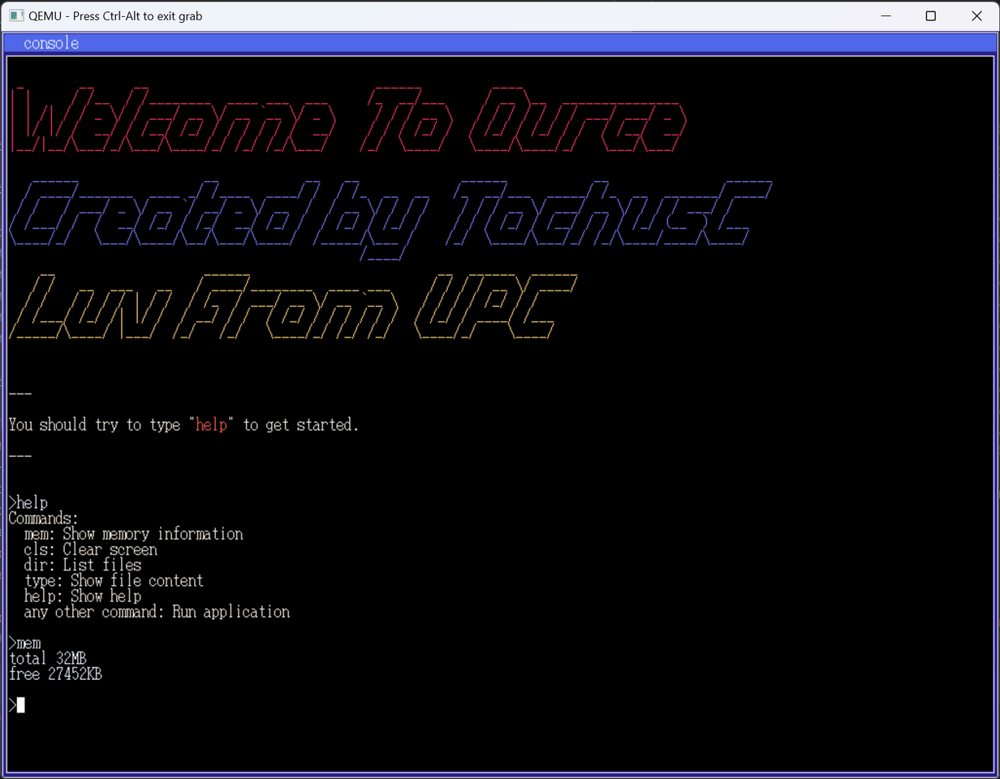 console
Welcome To Ource
Created by TochusC
Luv From UPC
---
You should try to type "help" to get started.
---
>help
Commands:
mem: Show memory information
cls: Clear screen
dir: List files
type: Show file content
help: Show help
any other command: Run application
>mem
total 32MB
free 27452KB
>
QEMU - Press Ctrl-Alt to exit grab